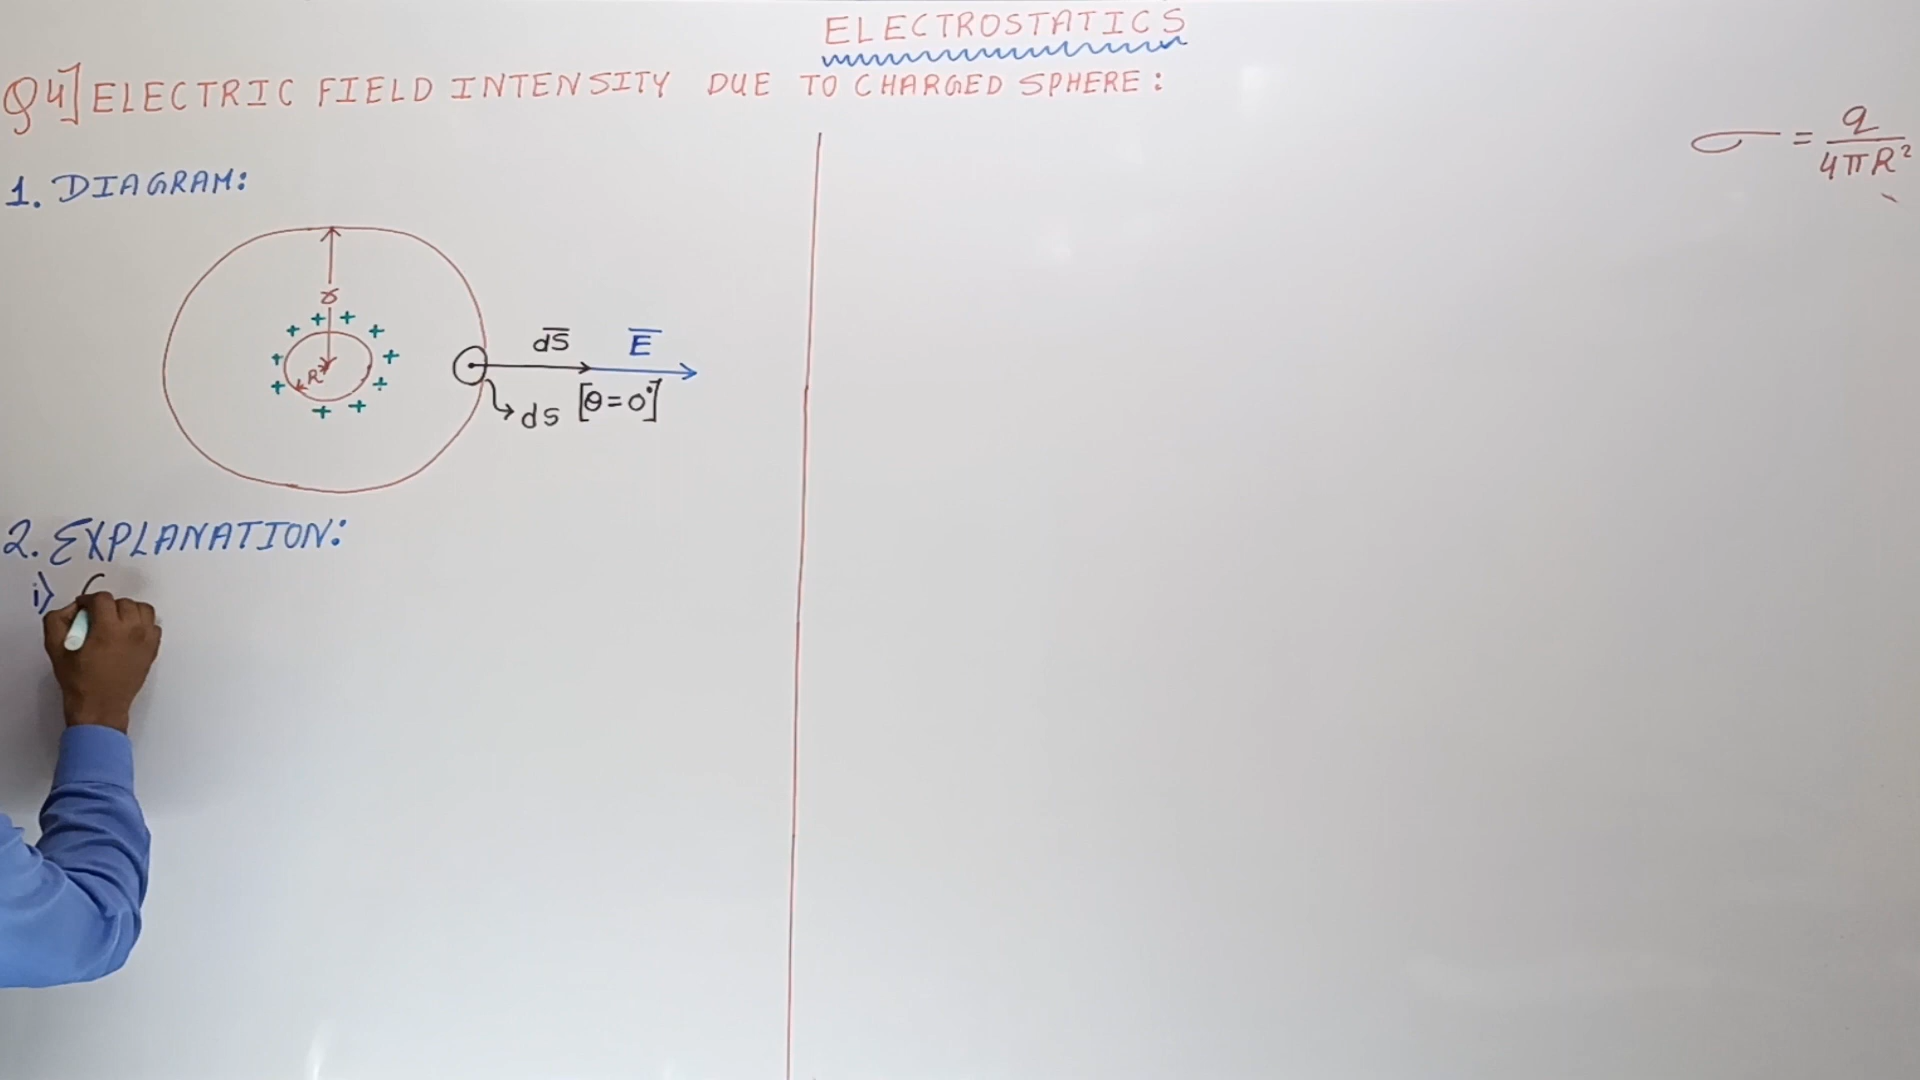 ELECTROSTATICS
Q4] ELECTRIC FIELD INTENSITY DUE TO CHARGED SPHERE:
σ = q / 4πR²
1. DIAGRAM:
r
+ + + + + + + + + + +
R
dS E
dS [θ=0°]
2. EXPLANATION:
i)